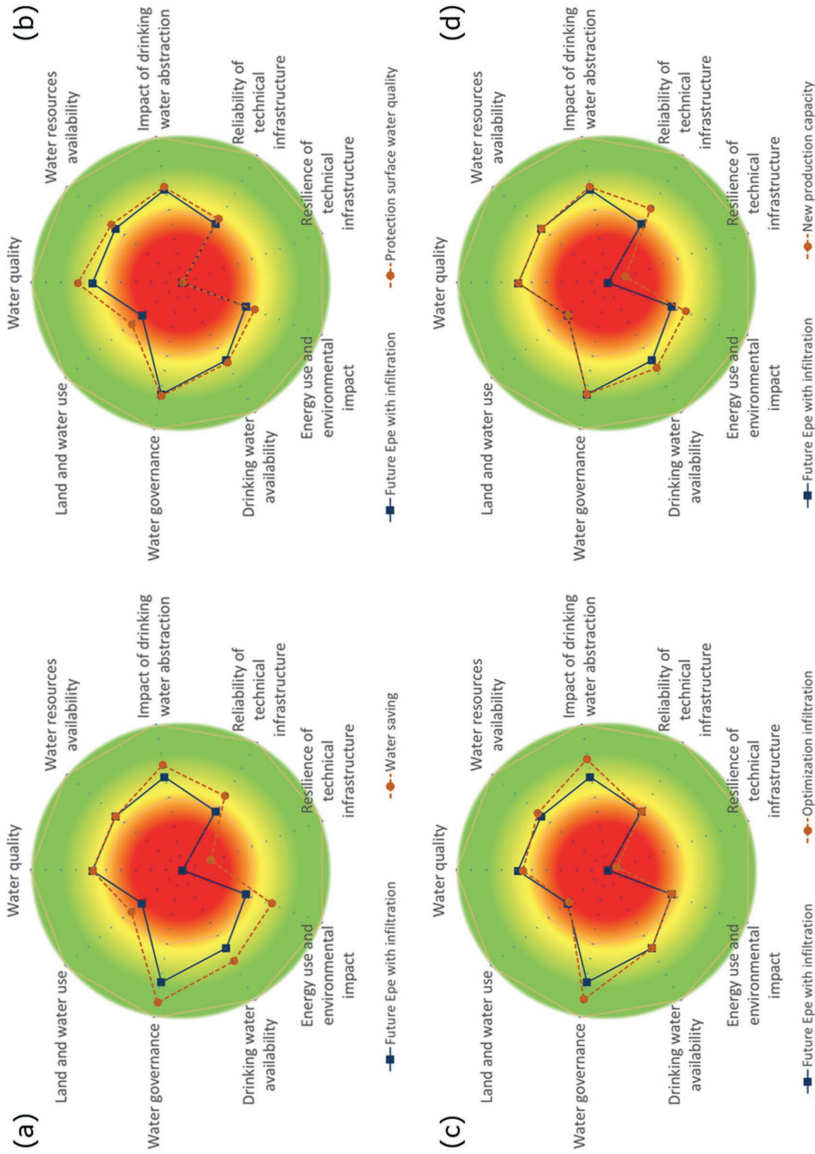 (a)
Water quality
Water resources
availability
Impact of drinking
water abstraction
Reliability of
technical
infrastructure
Resilience of
technical
infrastructure
Energy use and
environmental
impact
Drinking water
availability
Water governance
Land and water use
Future Epe with infiltration
Water saving
(b)
Water quality
Water resources
availability
Impact of drinking
water abstraction
Reliability of
technical
infrastructure
Resilience of
technical
infrastructure
Energy use and
environmental
impact
Drinking water
availability
Water governance
Land and water use
Future Epe with infiltration
Protection surface water quality
(c)
Water quality
Water resources
availability
Impact of drinking
water abstraction
Reliability of
technical
infrastructure
Resilience of
technical
infrastructure
Energy use and
environmental
impact
Drinking water
availability
Water governance
Land and water use
Future Epe with infiltration
Optimization infiltration
(d)
Water quality
Water resources
availability
Impact of drinking
water abstraction
Reliability of
technical
infrastructure
Resilience of
technical
infrastructure
Energy use and
environmental
impact
Drinking water
availability
Water governance
Land and water use
Future Epe with infiltration
New production capacity